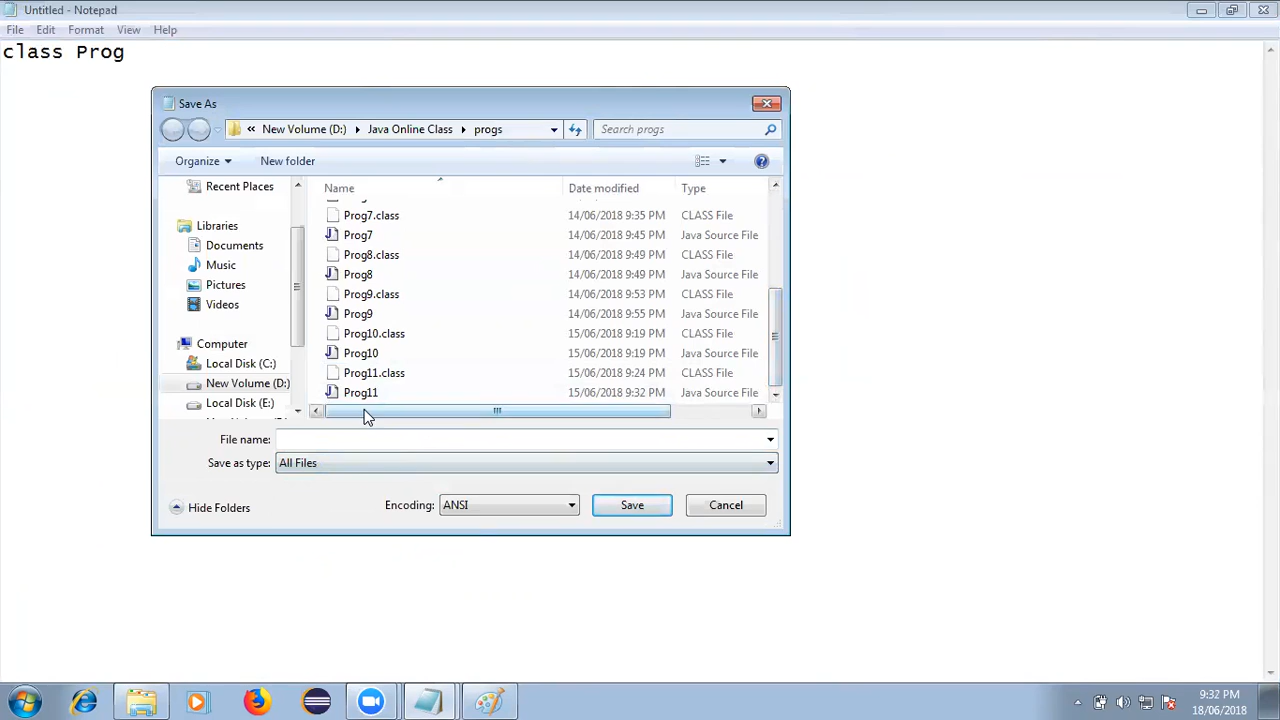 Untitled - Notepad
File Edit Format View Help
class Prog
Save As
« New Volume (D:) Java Online Class progs
Search progs
Organize New folder
Name Date modified Type
Recent Places
Libraries
Documents
Music
Pictures
Videos
Computer
Local Disk (C:)
New Volume (D:)
Local Disk (E:)
Prog7.class 14/06/2018 9:35 PM CLASS File
Prog7 14/06/2018 9:45 PM Java Source File
Prog8.class 14/06/2018 9:49 PM CLASS File
Prog8 14/06/2018 9:49 PM Java Source File
Prog9.class 14/06/2018 9:53 PM CLASS File
Prog9 14/06/2018 9:55 PM Java Source File
Prog10.class 15/06/2018 9:19 PM CLASS File
Prog10 15/06/2018 9:19 PM Java Source File
Prog11.class 15/06/2018 9:24 PM CLASS File
Prog11 15/06/2018 9:32 PM Java Source File
File name:
Save as type: All Files
Hide Folders
Encoding: ANSI Save Cancel
9:32 PM
18/06/2018